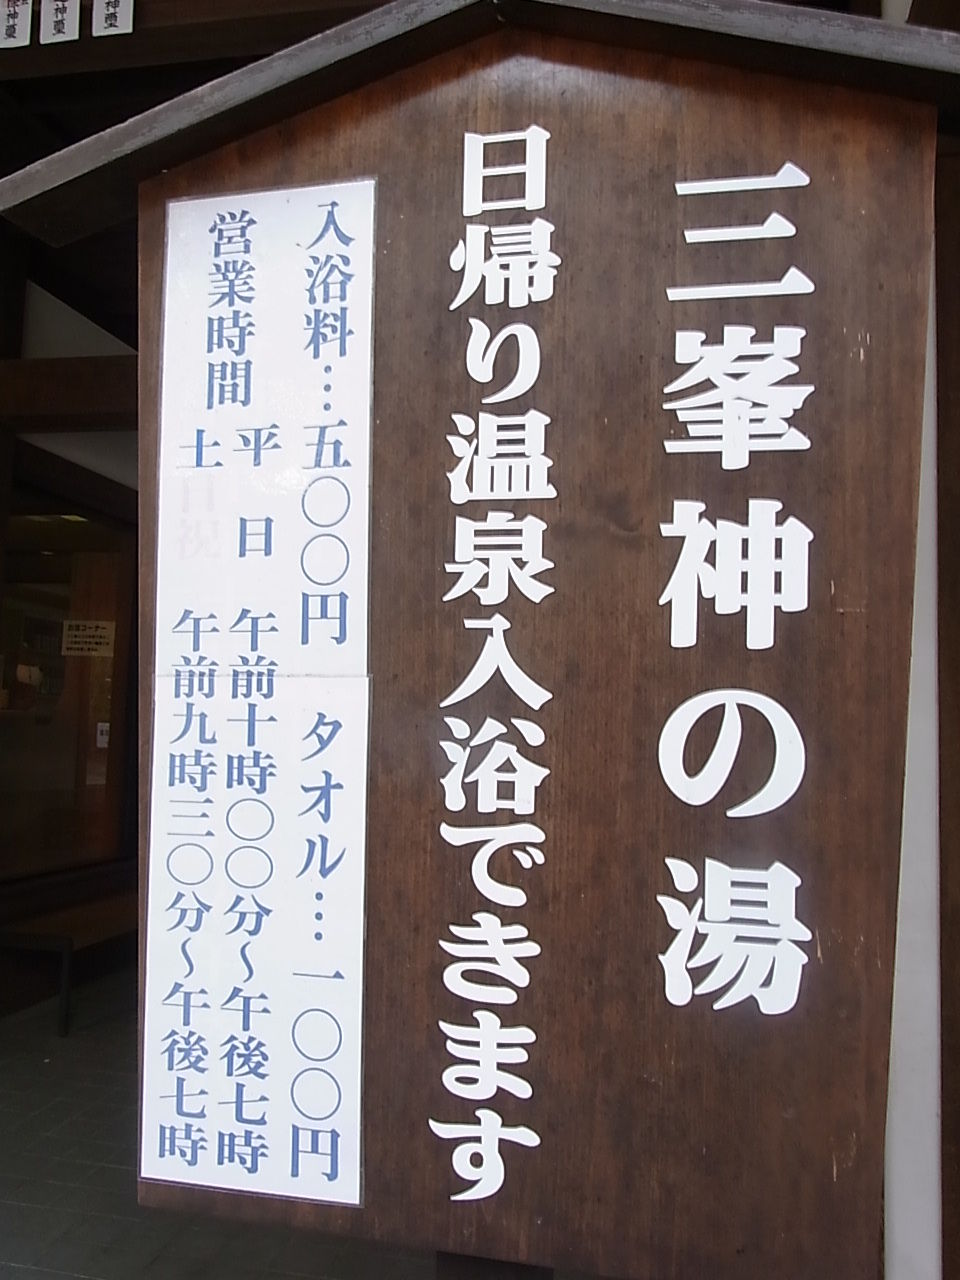 三峯神の湯
日帰り温泉入浴できます
入浴料…五〇〇円 タオル…一〇〇円
営業時間 平日 午前十時〇〇分～午後七時
土日祝 午前九時三〇分～午後七時